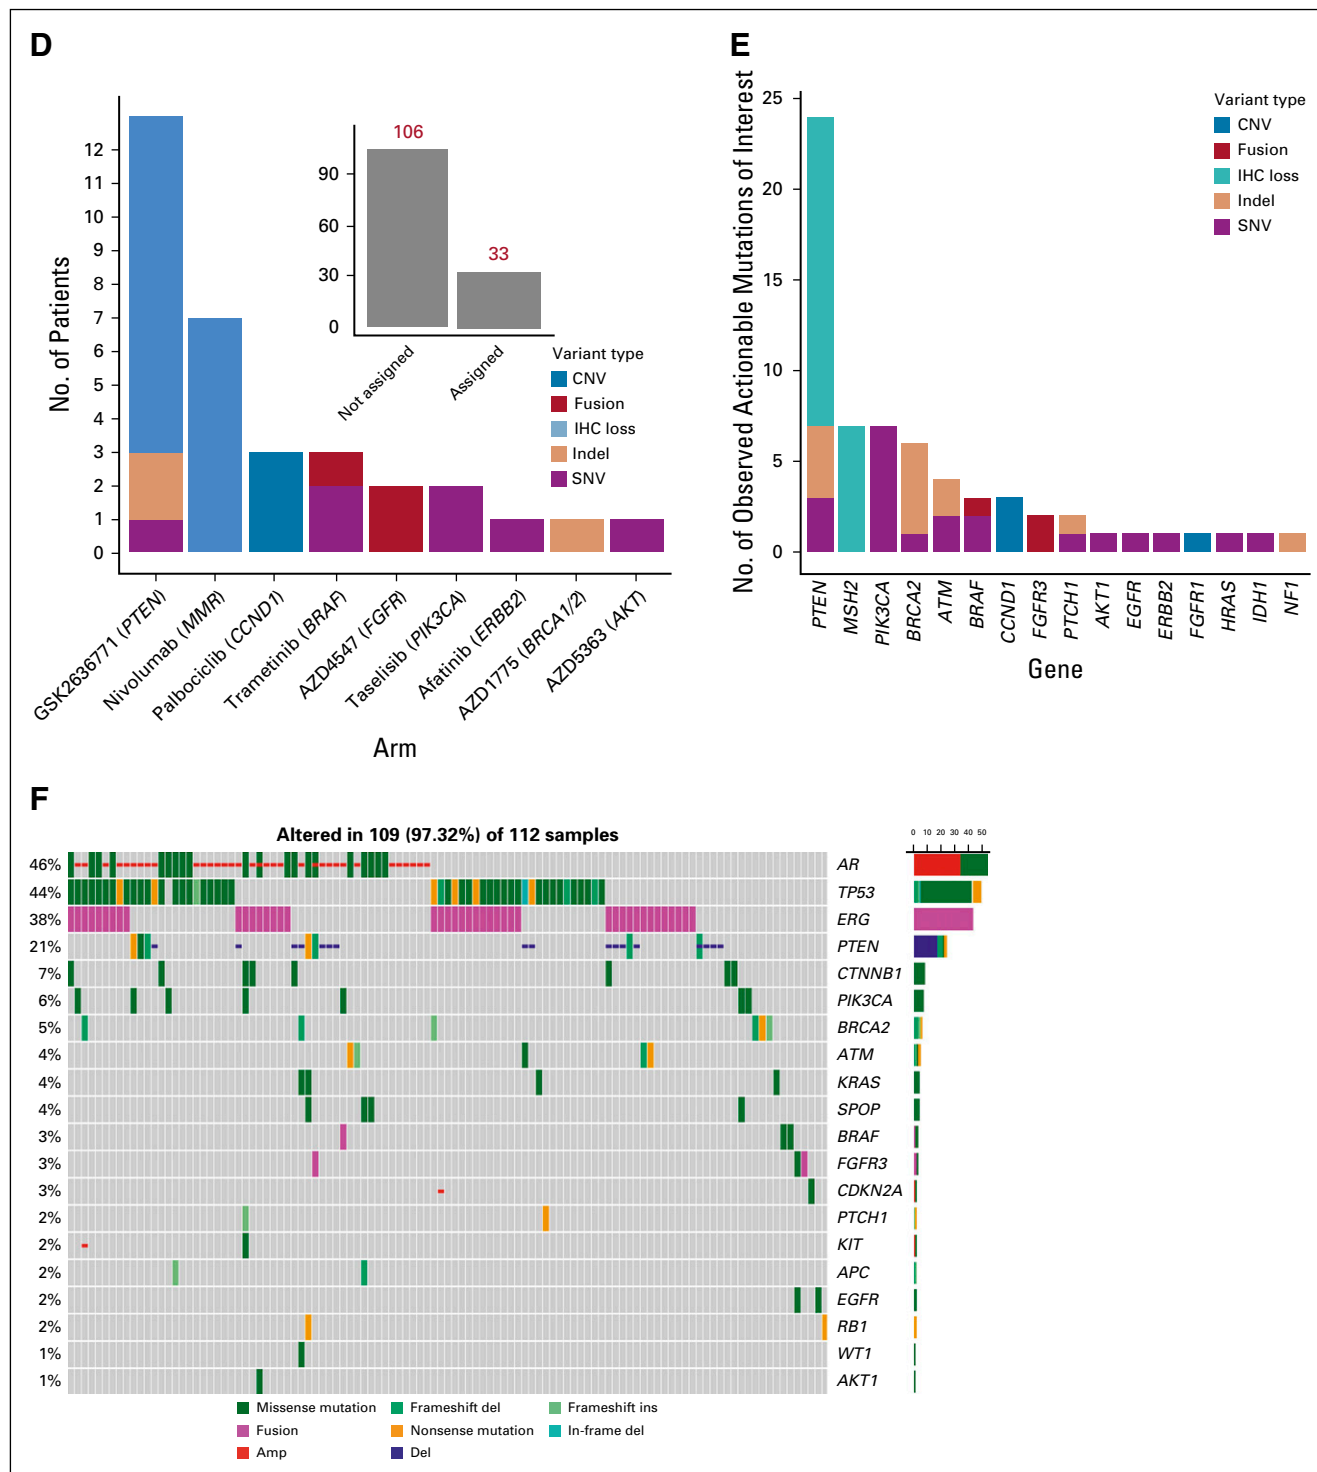 D
No. of Patients
12
11
10
9
8
7
6
5
4
3
2
1
0
GSK2636771 (PTEN)
Nivolumab (MMR)
Palbociclib (CCND1)
Trametinib (BRAF)
AZD4547 (FGFR)
Taselisib (PIK3CA)
Afatinib (ERBB2)
AZD1775 (BRCA1/2)
AZD5363 (AKT)
Arm
106
33
90
60
30
0
Not assigned
Assigned
Variant type
CNV
Fusion
IHC loss
Indel
SNV
E
No. of Observed Actionable Mutations of Interest
25
20
15
10
5
0
PTEN
MSH2
PIK3CA
BRCA2
ATM
BRAF
CCND1
FGFR3
PTCH1
AKT1
EGFR
ERBB2
FGFR1
HRAS
IDH1
NF1
Gene
Variant type
CNV
Fusion
IHC loss
Indel
SNV
F
Altered in 109 (97.32%) of 112 samples
0 10 20 30 40 50
46% AR
44% TP53
38% ERG
21% PTEN
7% CTNNB1
6% PIK3CA
5% BRCA2
4% ATM
4% KRAS
4% SPOP
3% BRAF
3% FGFR3
3% CDKN2A
2% PTCH1
2% KIT
2% APC
2% EGFR
2% RB1
1% WT1
1% AKT1
Missense mutation Frameshift del Frameshift ins
Fusion Nonsense mutation In-frame del
Amp Del